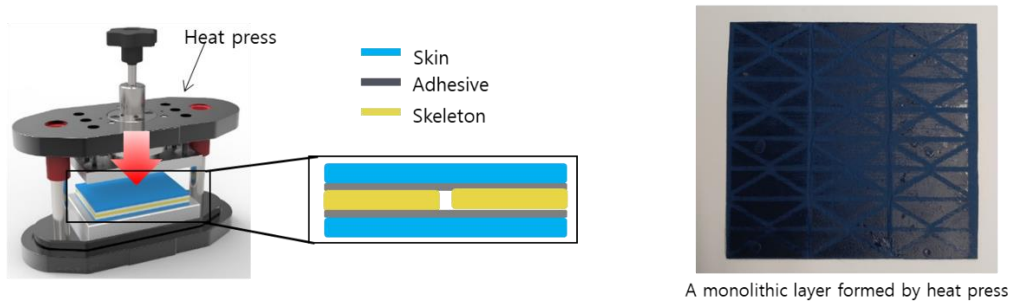 Heat press
Skin
Adhesive
Skeleton
A monolithic layer formed by heat press